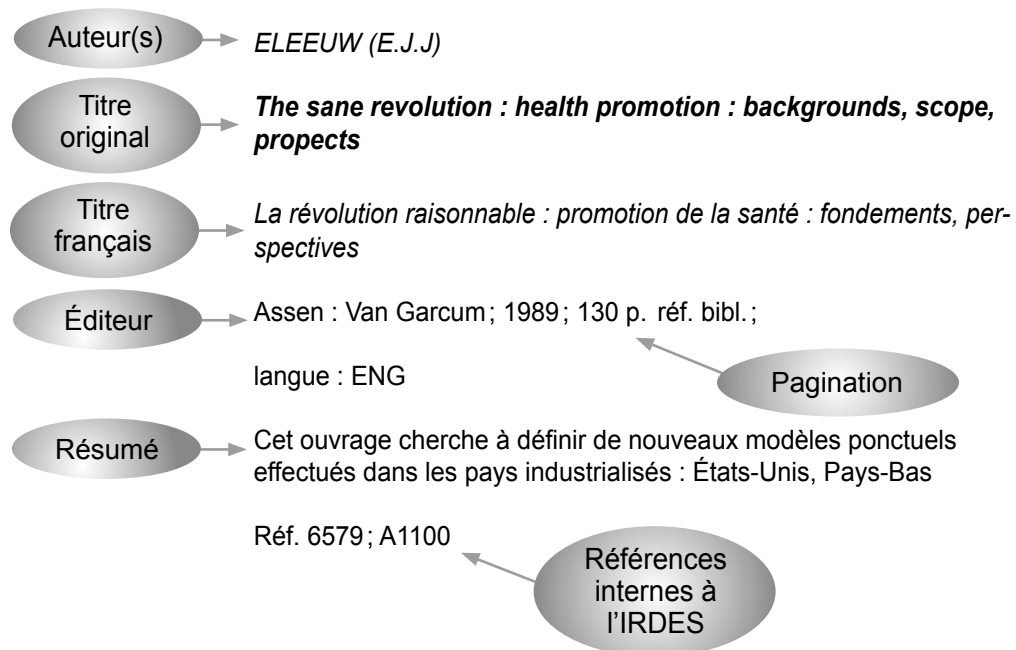 Auteur(s)
ELEEUW (E.J.J)
Titre
original
The sane revolution : health promotion : backgrounds, scope,
propects
Titre
français
La révolution raisonnable : promotion de la santé : fondements, per-
spectives
Éditeur
Assen : Van Garcum ; 1989 ; 130 p. réf. bibl. ;
langue : ENG
Pagination
Résumé
Cet ouvrage cherche à définir de nouveaux modèles ponctuels
effectués dans les pays industrialisés : États-Unis, Pays-Bas
Réf. 6579 ; A1100
Références
internes à
l'IRDES